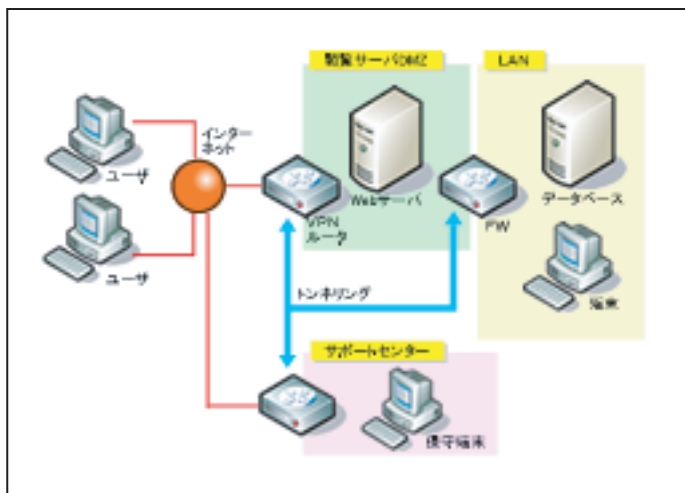 閲覧サーバDMZ
LAN
インター
ネット
ユーザ
Webサーバ
データベース
VPN
ルータ
FW
ユーザ
トンネリング
端末
サポートセンター
保守端末